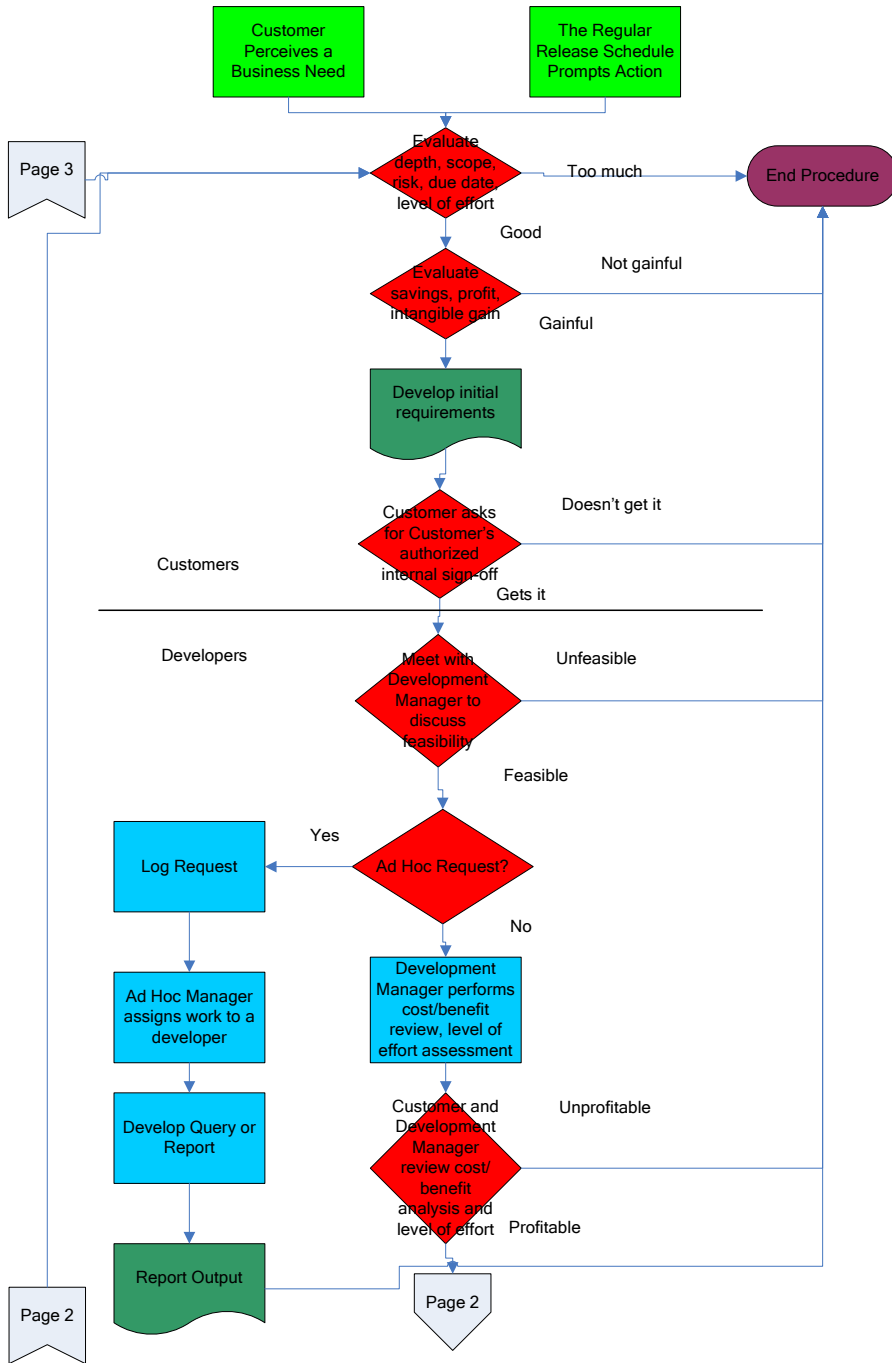 Customer
Perceives a
Business Need
The Regular
Release Schedule
Prompts Action
Page 3
Evaluate
depth, scope,
risk, due date,
level of effort
Too much
End Procedure
Good
Evaluate
savings, profit,
intangible gain
Not gainful
Gainful
Develop initial
requirements
Customer asks
for Customer's
authorized
internal sign-off
Doesn't get it
Customers
Gets it
Developers
Meet with
Development
Manager to
discuss
feasibility
Unfeasible
Feasible
Yes
Log Request
Ad Hoc Request?
No
Ad Hoc Manager
assigns work to a
developer
Development
Manager performs
cost/benefit
review, level of
effort assessment
Develop Query or
Report
Customer and
Development
Manager
review cost/
benefit
analysis and
level of effort
Unprofitable
Profitable
Report Output
Page 2
Page 2